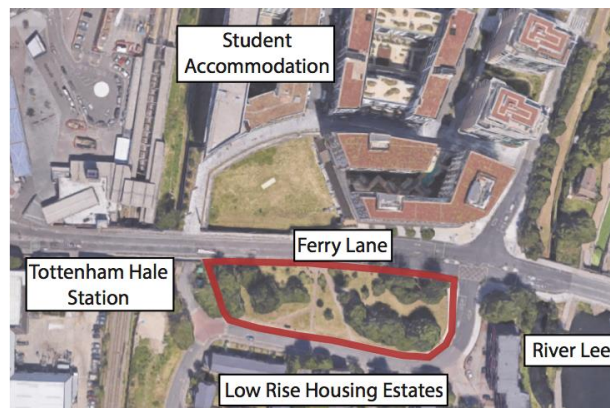 Student
Accommodation
Ferry Lane
Tottenham Hale
Station
River Lee
Low Rise Housing Estates